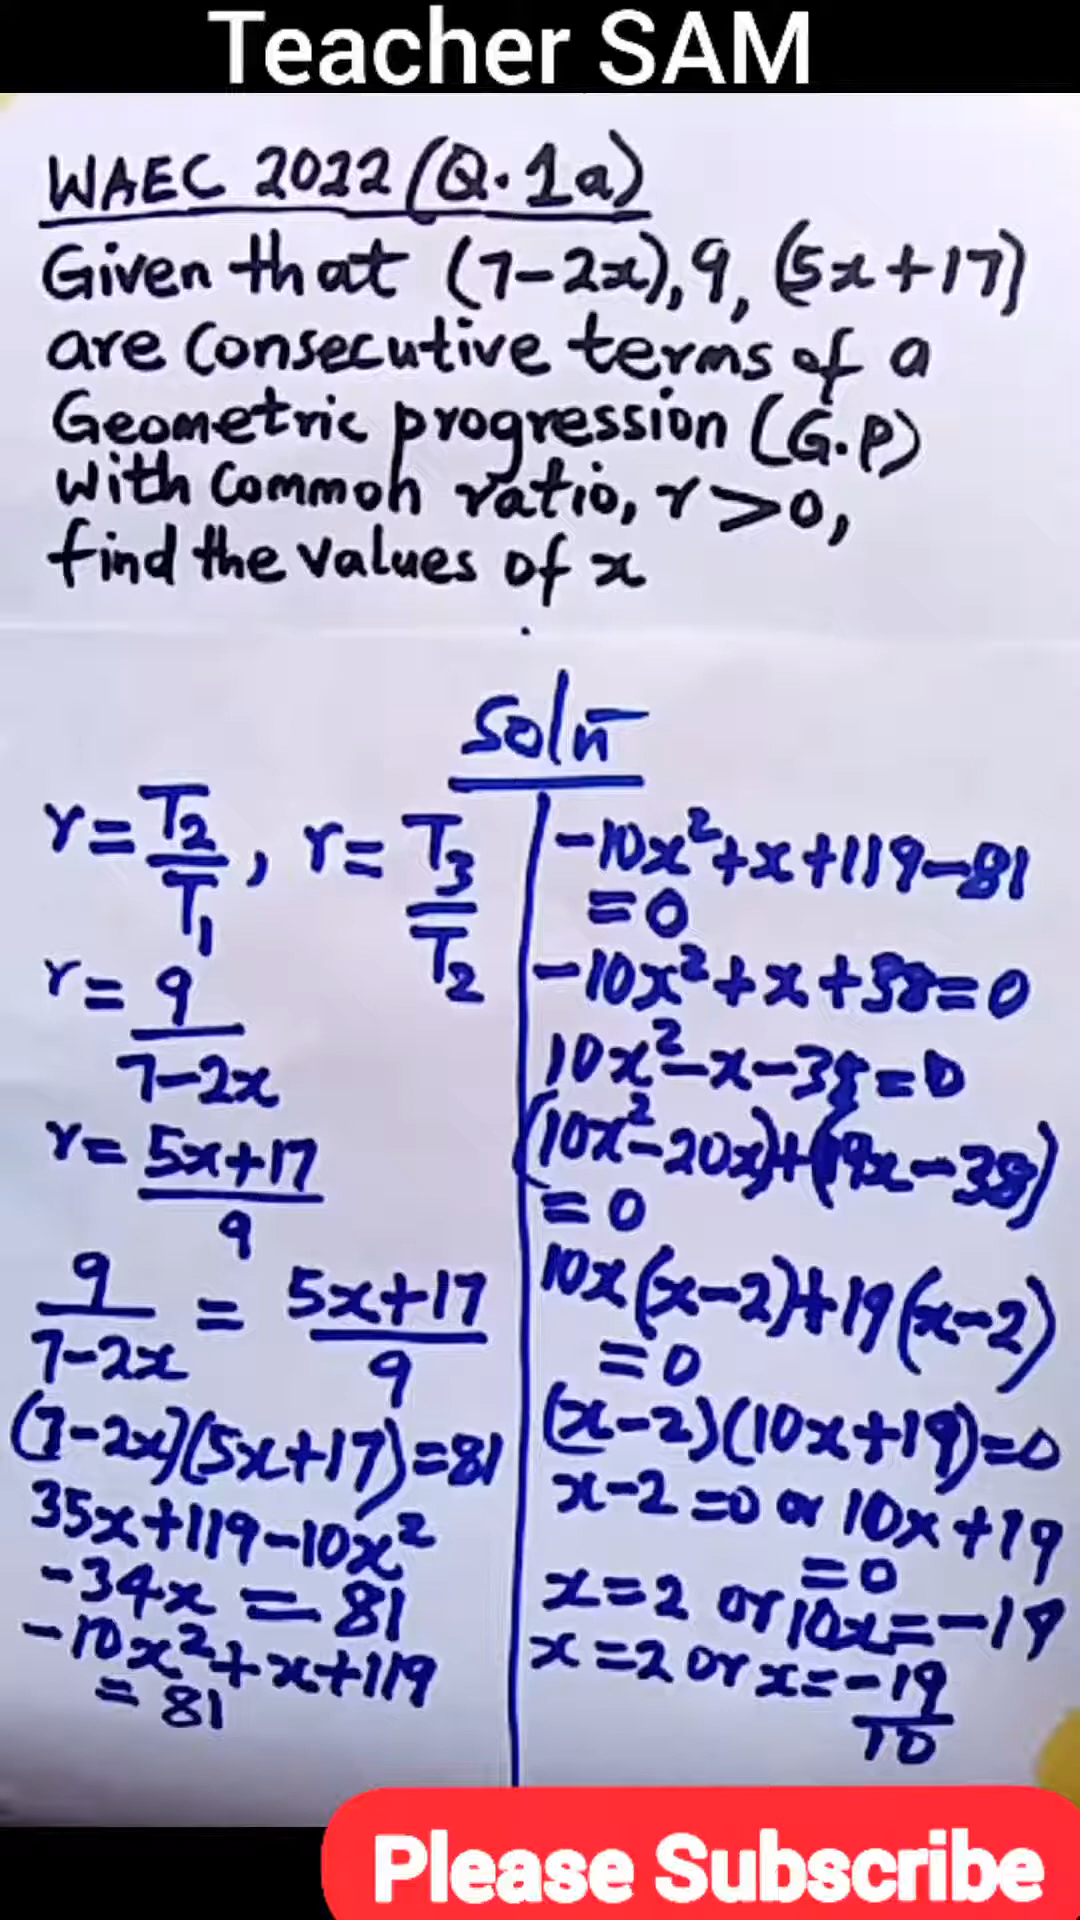 Teacher SAM
WAEC 2022 (Q.1a)
Given that (7-2x), 9, (5x+17)
are consecutive terms of a
Geometric progression (G.P)
with common ratio, r>0,
find the values of x
Soln
r = T2/T1, r = T3/T2
r = 9/7-2x
r = 5x+17/9
9/7-2x = 5x+17/9
(7-2x)(5x+17)=81
35x+119-10x²
-34x = 81
-10x²+x+119
= 81
-10x²+x+119-81
=0
-10x²+x+38=0
10x²-x-38=0
(10x²-20x)+(19x-38)
=0
10x(x-2)+19(x-2)
=0
(x-2)(10x+19)=0
x-2=0 or 10x+19
=0
x=2 or 10x=-19
x=2 or x=-19/10
Please Subscribe